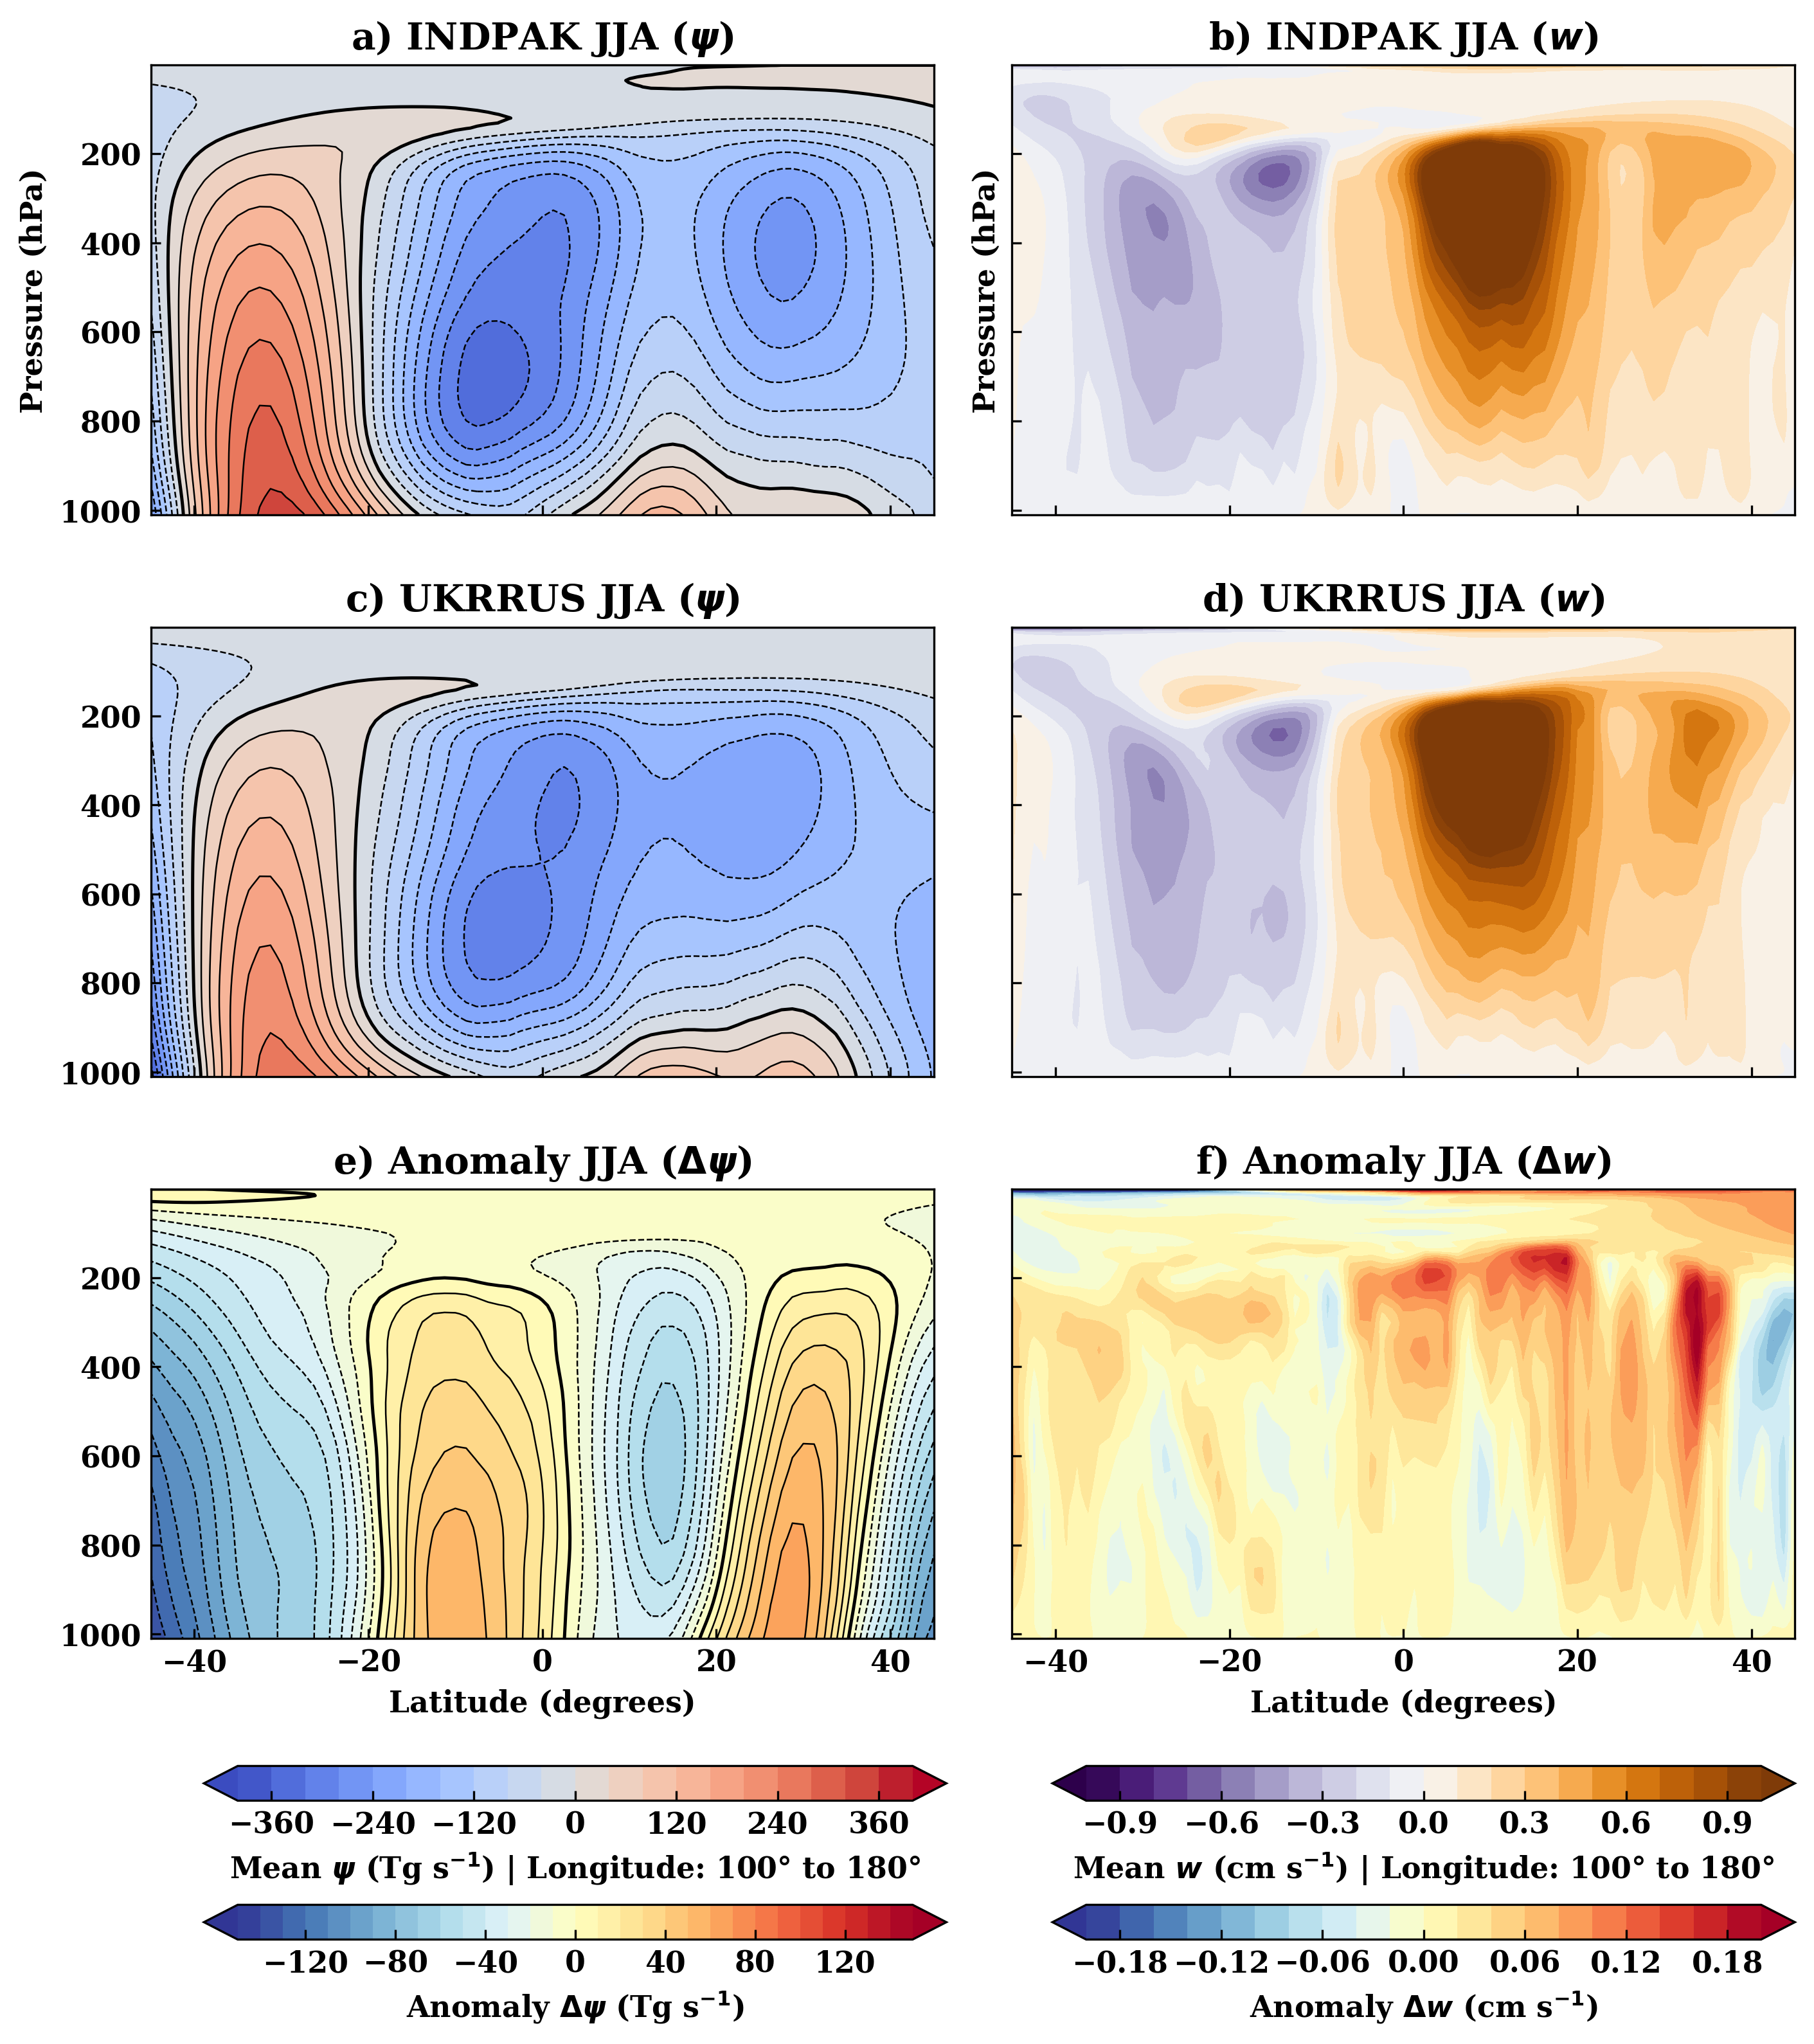 a) INDPAK JJA (ψ)
b) INDPAK JJA (w)
Pressure (hPa)
200
400
600
800
1000
Pressure (hPa)
c) UKRRUS JJA (ψ)
d) UKRRUS JJA (w)
200
400
600
800
1000
e) Anomaly JJA (Δψ)
f) Anomaly JJA (Δw)
200
400
600
800
1000
−40 −20 0 20 40
Latitude (degrees)
−40 −20 0 20 40
Latitude (degrees)
−360 −240 −120 0 120 240 360
Mean ψ (Tg s⁻¹) | Longitude: 100° to 180°
−0.9 −0.6 −0.3 0.0 0.3 0.6 0.9
Mean w (cm s⁻¹) | Longitude: 100° to 180°
−120 −80 −40 0 40 80 120
Anomaly Δψ (Tg s⁻¹)
−0.18 −0.12 −0.06 0.00 0.06 0.12 0.18
Anomaly Δw (cm s⁻¹)